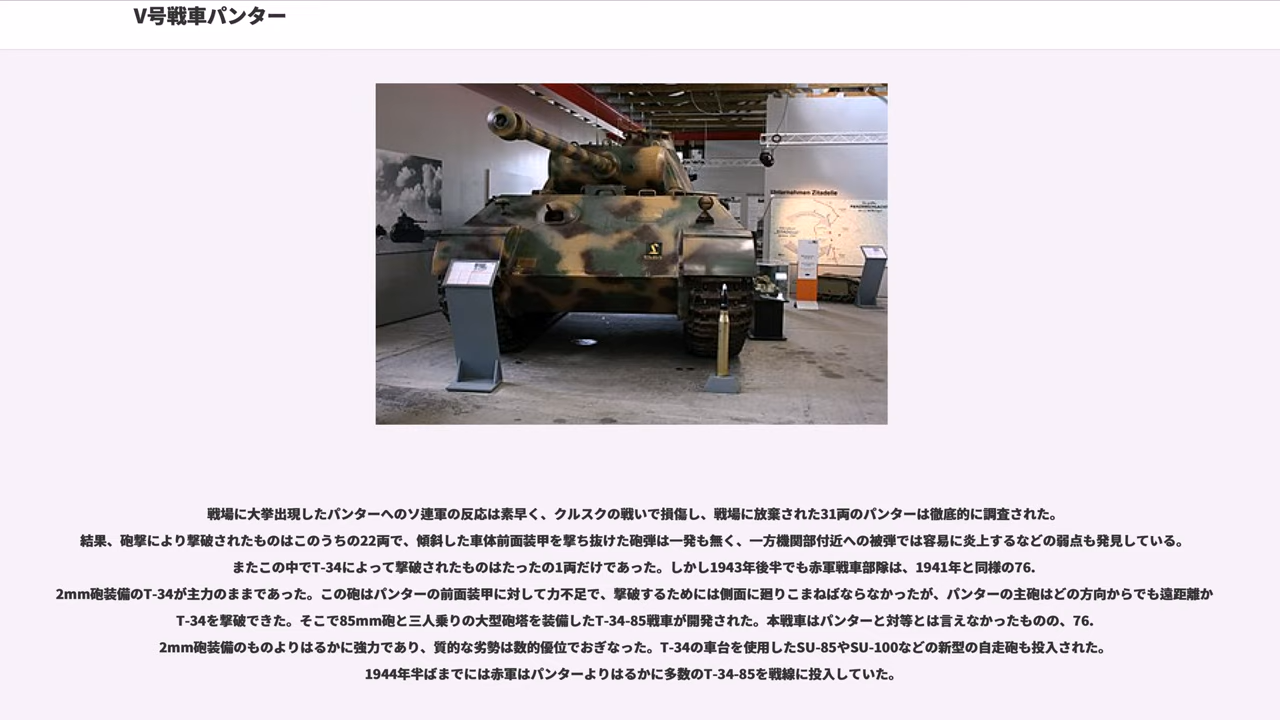 V号戦車パンター
Unternehmen Zitadelle
戦場に大挙出現したパンターへのソ連軍の反応は素早く、クルスクの戦いで損傷し、戦場に放棄された31両のパンターは徹底的に調査された。
結果、砲撃により撃破されたものはこのうちの22両で、傾斜した車体前面装甲を撃ち抜けた砲弾は一発も無く、一方機関部付近への被弾では容易に炎上するなどの弱点も発見している。
またこの中でT-34によって撃破されたものはたったの1両だけであった。しかし1943年後半でも赤軍戦車部隊は、1941年と同様の76.
2mm砲装備のT-34が主力のままであった。この砲はパンターの前面装甲に対して力不足で、撃破するためには側面に廻りこまねばならなかったが、パンターの主砲はどの方向からでも遠距離か
T-34を撃破できた。そこで85mm砲と三人乗りの大型砲塔を装備したT-34-85戦車が開発された。本戦車はパンターと対等とは言えなかったものの、76.
2mm砲装備のものよりはるかに強力であり、質的な劣勢は数的優位でおぎなった。T-34の車台を使用したSU-85やSU-100などの新型の自走砲も投入された。
1944年半ばまでには赤軍はパンターよりはるかに多数のT-34-85を戦線に投入していた。